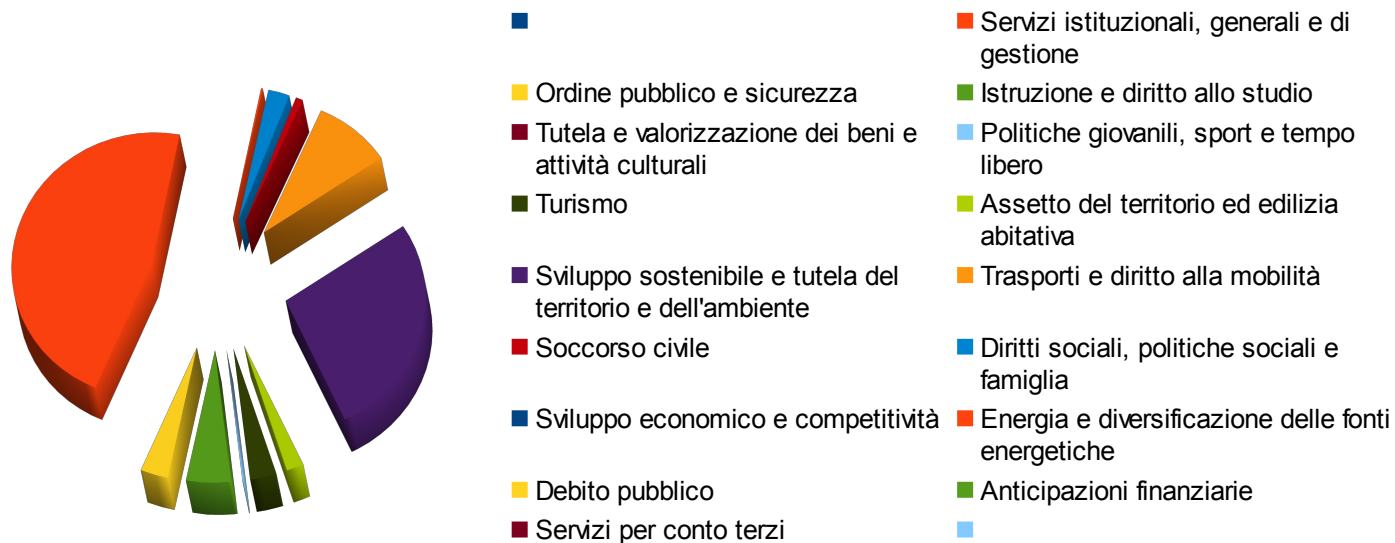 Servizi istituzionali, generali e di
gestione
Ordine pubblico e sicurezza
Istruzione e diritto allo studio
Tutela e valorizzazione dei beni e
attività culturali
Politiche giovanili, sport e tempo
libero
Turismo
Assetto del territorio ed edilizia
abitativa
Sviluppo sostenibile e tutela del
territorio e dell'ambiente
Trasporti e diritto alla mobilità
Soccorso civile
Diritti sociali, politiche sociali e
famiglia
Sviluppo economico e competitività
Energia e diversificazione delle fonti
energetiche
Debito pubblico
Anticipazioni finanziarie
Servizi per conto terzi